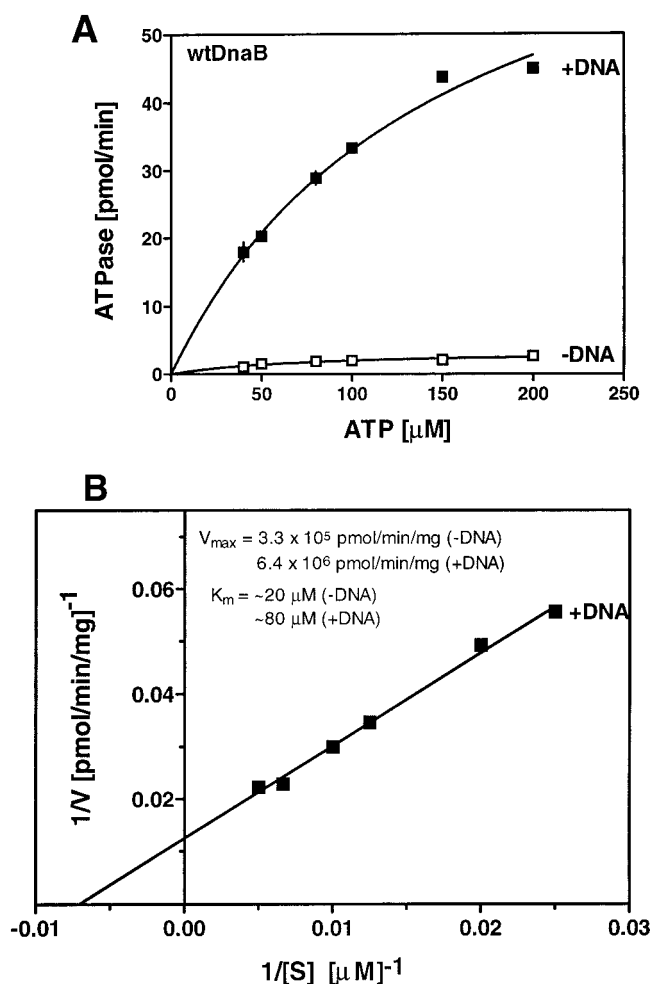 A
wtDnaB
ATPase [pmol/min]
50
40
30
20
10
0
+DNA
-DNA
0 50 100 150 200 250
ATP [μM]
B
Vmax = 3.3 x 10⁵ pmol/min/mg (-DNA)
6.4 x 10⁶ pmol/min/mg (+DNA)
Km = ~20 μM (-DNA)
~80 μM (+DNA)
1/V [pmol/min/mg]⁻¹
0.06
0.04
0.02
+DNA
-0.01 0.00 0.01 0.02 0.03
1/[S] [μM]⁻¹